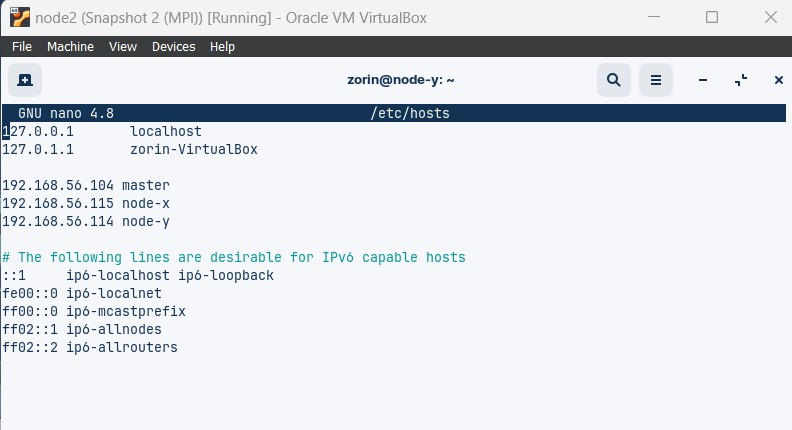 node2 (Snapshot 2 (MPI)) [Running] - Oracle VM VirtualBox
File Machine View Devices Help
zorin@node-y: ~
GNU nano 4.8 /etc/hosts
127.0.0.1 localhost
127.0.1.1 zorin-VirtualBox
192.168.56.104 master
192.168.56.115 node-x
192.168.56.114 node-y
# The following lines are desirable for IPv6 capable hosts
::1 ip6-localhost ip6-loopback
fe00::0 ip6-localnet
ff00::0 ip6-mcastprefix
ff02::1 ip6-allnodes
ff02::2 ip6-allrouters